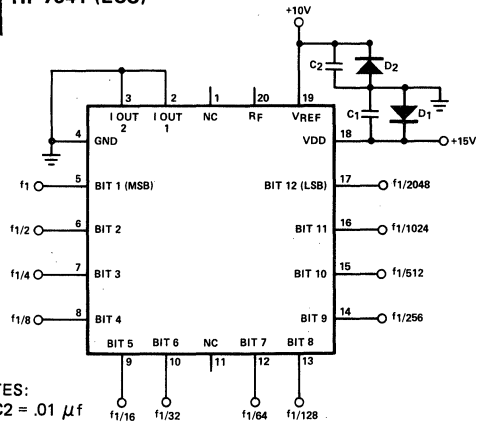 HI-7541 (LCC)
+10V
C2
D2
3
2
1
20
19
I OUT 2
I OUT 1
NC
RF
VREF
C1
D1
4
GND
VDD
18
+15V
f1
5
BIT 1 (MSB)
BIT 12 (LSB)
17
f1/2048
f1/2
6
BIT 2
BIT 11
16
f1/1024
f1/4
7
BIT 3
BIT 10
15
f1/512
f1/8
8
BIT 4
BIT 9
14
f1/256
BIT 5
BIT 6
NC
BIT 7
BIT 8
9
10
11
12
13
f1/16
f1/32
f1/64
f1/128
TES:
C2 = .01 μf